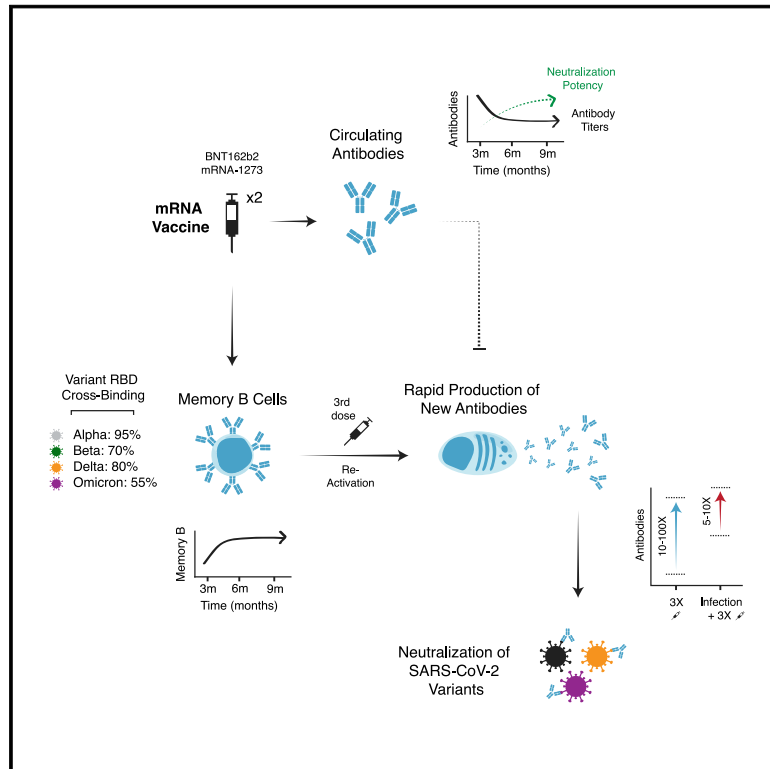 Neutralization
Potency
Antibodies
Antibody
Titers
3m 6m 9m
Time (months)
Circulating
Antibodies
BNT162b2
mRNA-1273
x2
mRNA
Vaccine
Variant RBD
Cross-Binding
Alpha: 95%
Beta: 70%
Delta: 80%
Omicron: 55%
Memory B Cells
3rd
dose
Re-
Activation
Rapid Production of
New Antibodies
Memory B
3m 6m 9m
Time (months)
Antibodies
10-100X
5-10X
3X
Infection
+ 3X
Neutralization of
SARS-CoV-2
Variants